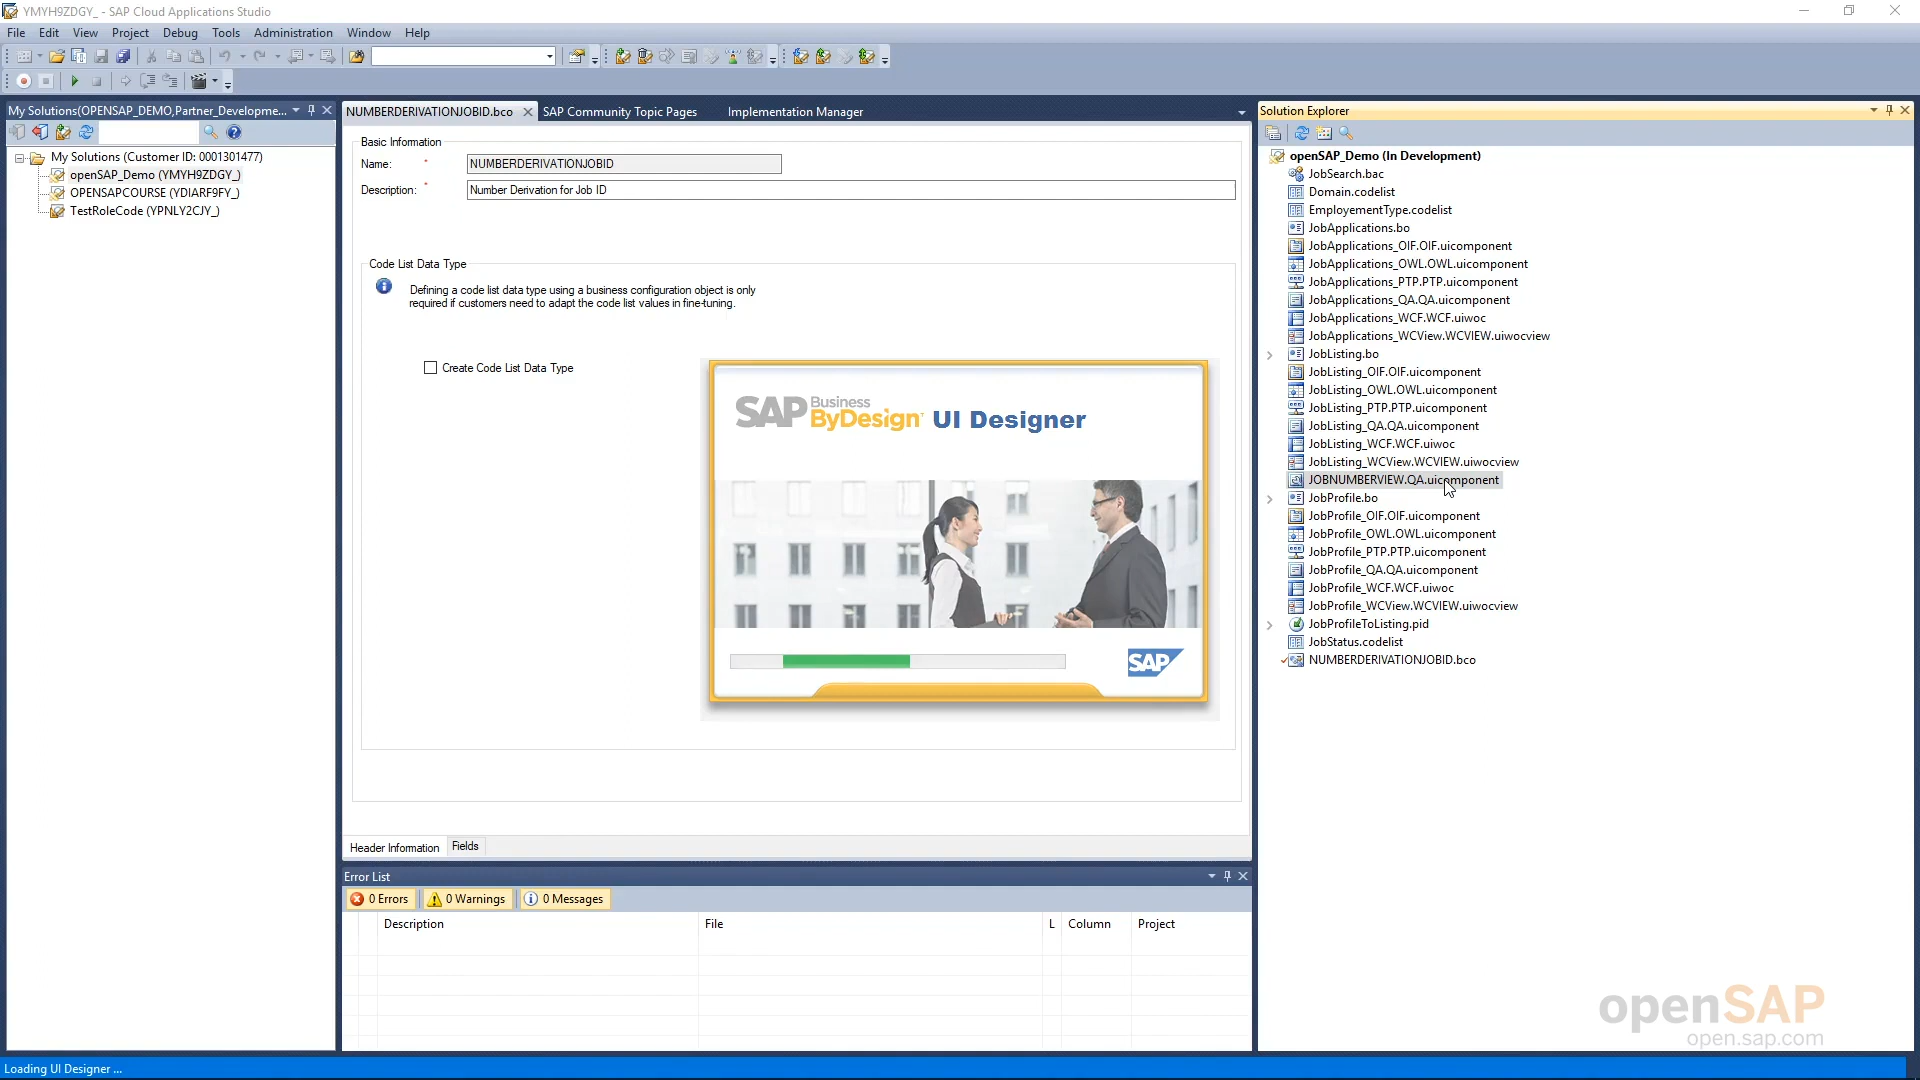 YMYH9ZDGY_ - SAP Cloud Applications Studio
File Edit View Project Debug Tools Administration Window Help
My Solutions(OPENSAP_DEMO,Partner_Developme...
My Solutions (Customer ID: 0001301477)
openSAP_Demo (YMYH9ZDGY_)
OPENSAPCOURSE (YDIARF9FY_)
TestRoleCode (YPNLY2CJY_)
NUMBERDERIVATIONJOBID.bco SAP Community Topic Pages Implementation Manager
Basic Information
Name: * NUMBERDERIVATIONJOBID
Description: * Number Derivation for Job ID
Code List Data Type
Defining a code list data type using a business configuration object is only
required if customers need to adapt the code list values in fine-tuning.
Create Code List Data Type
SAP Business ByDesign UI Designer
SAP
Header Information Fields
Error List
0 Errors 0 Warnings 0 Messages
Description File L Column Project
Solution Explorer
openSAP_Demo (In Development)
JobSearch.bac
Domain.codelist
EmployementType.codelist
JobApplications.bo
JobApplications_OIF.OIF.uicomponent
JobApplications_OWL.OWL.uicomponent
JobApplications_PTP.PTP.uicomponent
JobApplications_QA.QA.uicomponent
JobApplications_WCF.WCF.uiwoc
JobApplications_WCView.WCVIEW.uiwocview
JobListing.bo
JobListing_OIF.OIF.uicomponent
JobListing_OWL.OWL.uicomponent
JobListing_PTP.PTP.uicomponent
JobListing_QA.QA.uicomponent
JobListing_WCF.WCF.uiwoc
JobListing_WCView.WCVIEW.uiwocview
JOBNUMBERVIEW.QA.uicomponent
JobProfile.bo
JobProfile_OIF.OIF.uicomponent
JobProfile_OWL.OWL.uicomponent
JobProfile_PTP.PTP.uicomponent
JobProfile_QA.QA.uicomponent
JobProfile_WCF.WCF.uiwoc
JobProfile_WCView.WCVIEW.uiwocview
JobProfileToListing.pid
JobStatus.codelist
NUMBERDERIVATIONJOBID.bco
openSAP
open.sap.com
Loading UI Designer ...